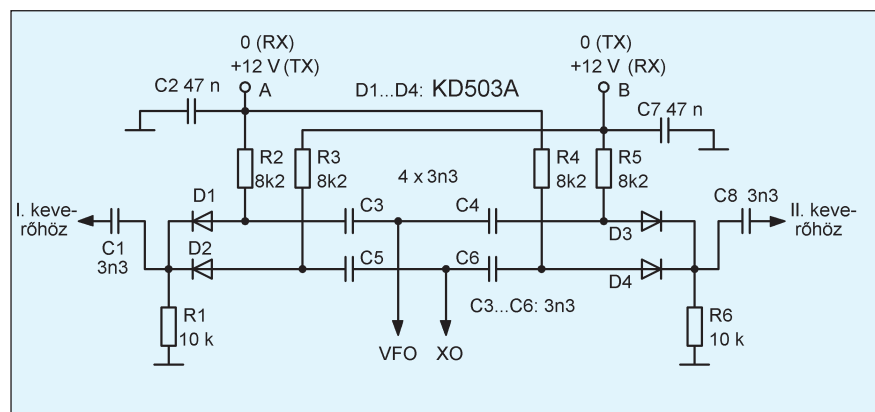 0 (RX)
+12 V (TX)
A
0 (TX)
+12 V (RX)
B
C2 47 n
D1...D4: KD503A
C7 47 n
R2
8k2
R3
8k2
4 x 3n3
R4
8k2
R5
8k2
I. keve-
rőhöz
C1
3n3
D1
D2
C3
C4
C5
C6
D3
D4
C8 3n3
II. keve-
rőhöz
R1
10 k
VFO
XO
C3...C6: 3n3
R6
10 k